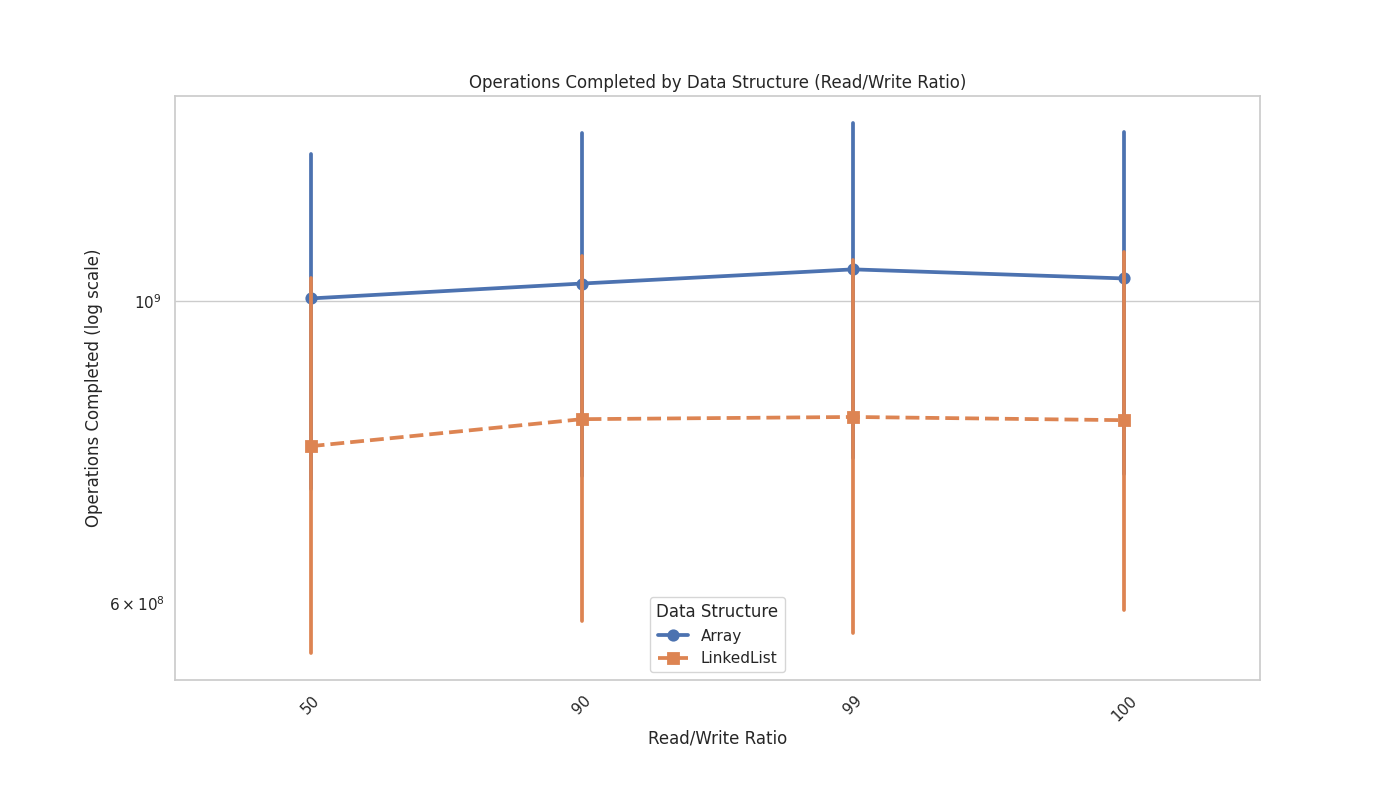 Operations Completed by Data Structure (Read/Write Ratio)
Operations Completed (log scale)
10⁹
6 × 10⁸
Data Structure
Array
LinkedList
50
90
99
100
Read/Write Ratio